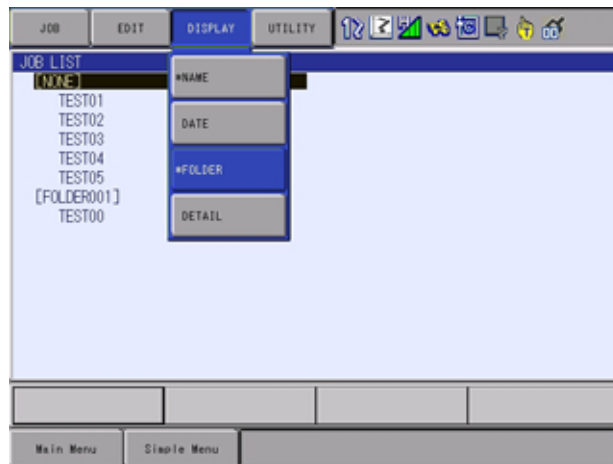 JOB EDIT DISPLAY UTILITY
JOB LIST
[NONE]
TEST01
TEST02
TEST03
TEST04
TEST05
[FOLDER001]
TEST00
*NAME
DATE
*FOLDER
DETAIL
Main Menu Simple Menu